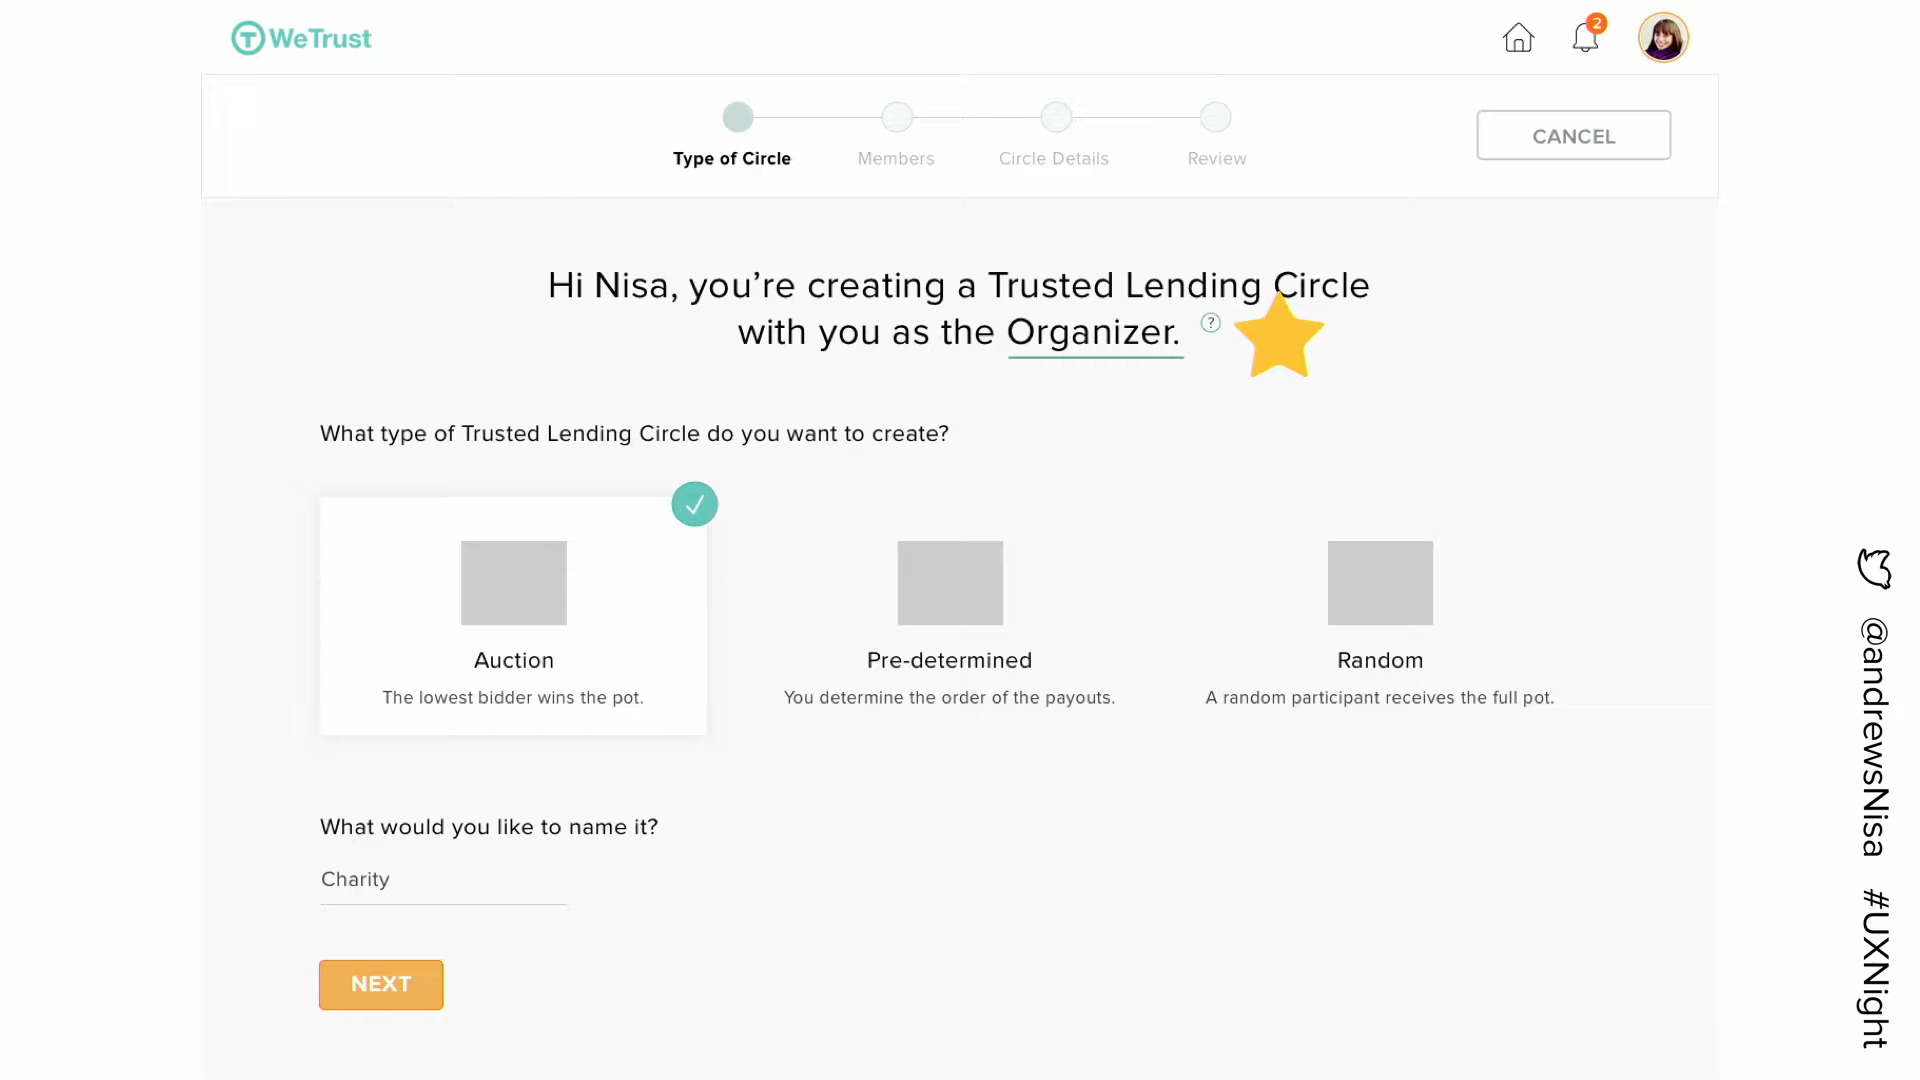 WeTrust
2
Type of Circle
Members
Circle Details
Review
CANCEL
Hi Nisa, you’re creating a Trusted Lending Circle
with you as the Organizer. ?
What type of Trusted Lending Circle do you want to create?
Auction
The lowest bidder wins the pot.
Pre-determined
You determine the order of the payouts.
Random
A random participant receives the full pot.
What would you like to name it?
Charity
NEXT
@andrewsNisa #UXNight